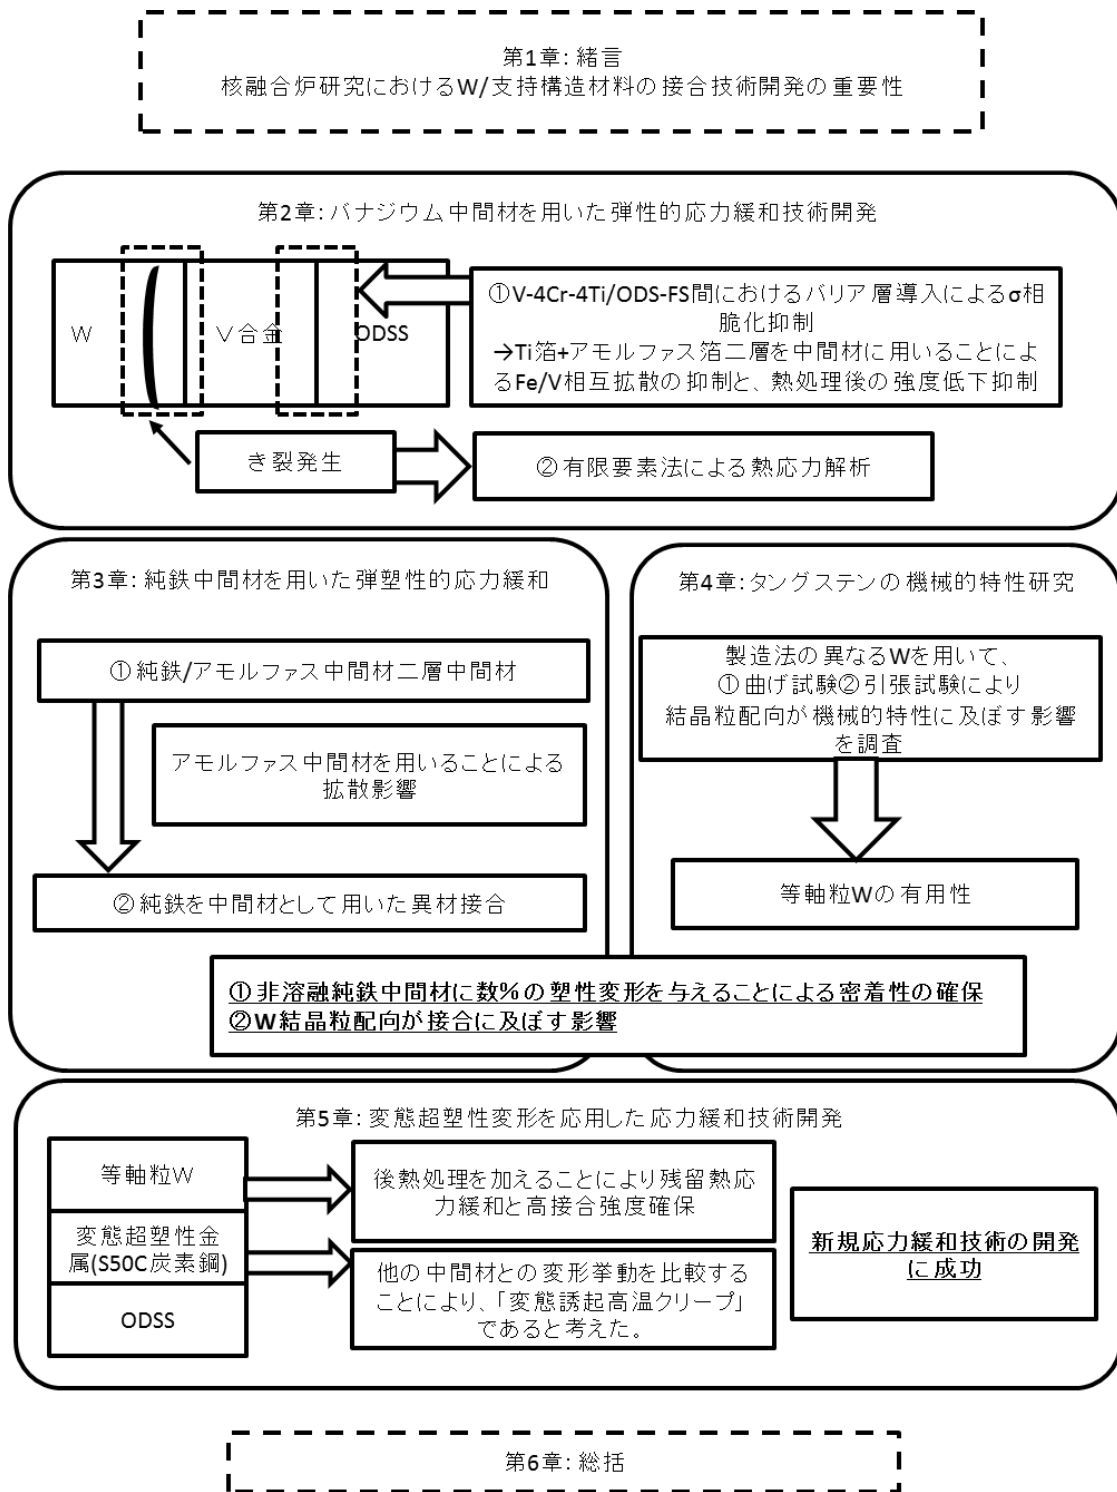 第1章: 緒言
核融合炉研究におけるW/支持構造材料の接合技術開発の重要性
第2章: バナジウム中間材を用いた弾性的応力緩和技術開発
W
V合金
ODSS
①V-4Cr-4Ti/ODS-FS間におけるバリア層導入によるσ相
脆化抑制
→Ti箔+アモルファス箔二層を中間材に用いることによ
るFe/V相互拡散の抑制と、熱処理後の強度低下抑制
き裂発生
②有限要素法による熱応力解析
第3章: 純鉄中間材を用いた弾塑性的応力緩和
①純鉄/アモルファス中間材二層中間材
アモルファス中間材を用いることによる
拡散影響
②純鉄を中間材として用いた異材接合
第4章: タングステンの機械的特性研究
製造法の異なるWを用いて、
①曲げ試験②引張試験により
結晶粒配向が機械的特性に及ぼす影響
を調査
等軸粒Wの有用性
①非溶融純鉄中間材に数%の塑性変形を与えることによる密着性の確保
②W結晶粒配向が接合に及ぼす影響
第5章: 変態超塑性変形を応用した応力緩和技術開発
等軸粒W
変態超塑性金
属(S50C炭素鋼)
ODSS
後熱処理を加えることにより残留熱応
力緩和と高接合強度確保
他の中間材との変形挙動を比較する
ことにより、「変態誘起高温クリープ」
であると考えた。
新規応力緩和技術の開発
に成功
第6章: 総括